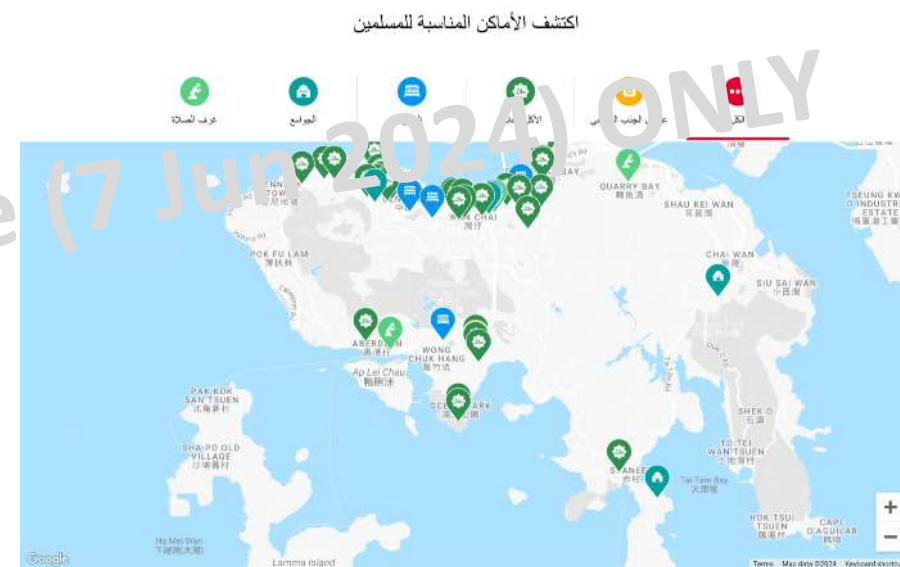 اكتشف الأماكن المناسبة للمسلمين
غرف الصلاة
الجوامع
الكل
(7 Jun 2024) ONLY
QUARRY BAY
鰂魚涌
SHAU KEI WAN
筲箕灣
WAN CHAI
灣仔
POK FU LAM
薄扶林
CHAI WAN
SIU SAI WAN
小西灣
ABERDEEN
香港仔
WONG
CHUK HANG
黃竹坑
Ap Lei Chau
鴨脷洲
PAK KOK
SAN TSUEN
北角新村
SHEK O
石澳
SHA PO OLD
VILLAGE
沙埔舊村
TO TEI
WAN TSUEN
土地灣村
Tai Tam Bay
大潭灣
HOK TSUI
TSUEN
鶴咀村
CAPE
D'AGUILAR
Ha Mei Wan
下尾灣(大灣)
Lamma Island
Google
Terms
Map data ©2024